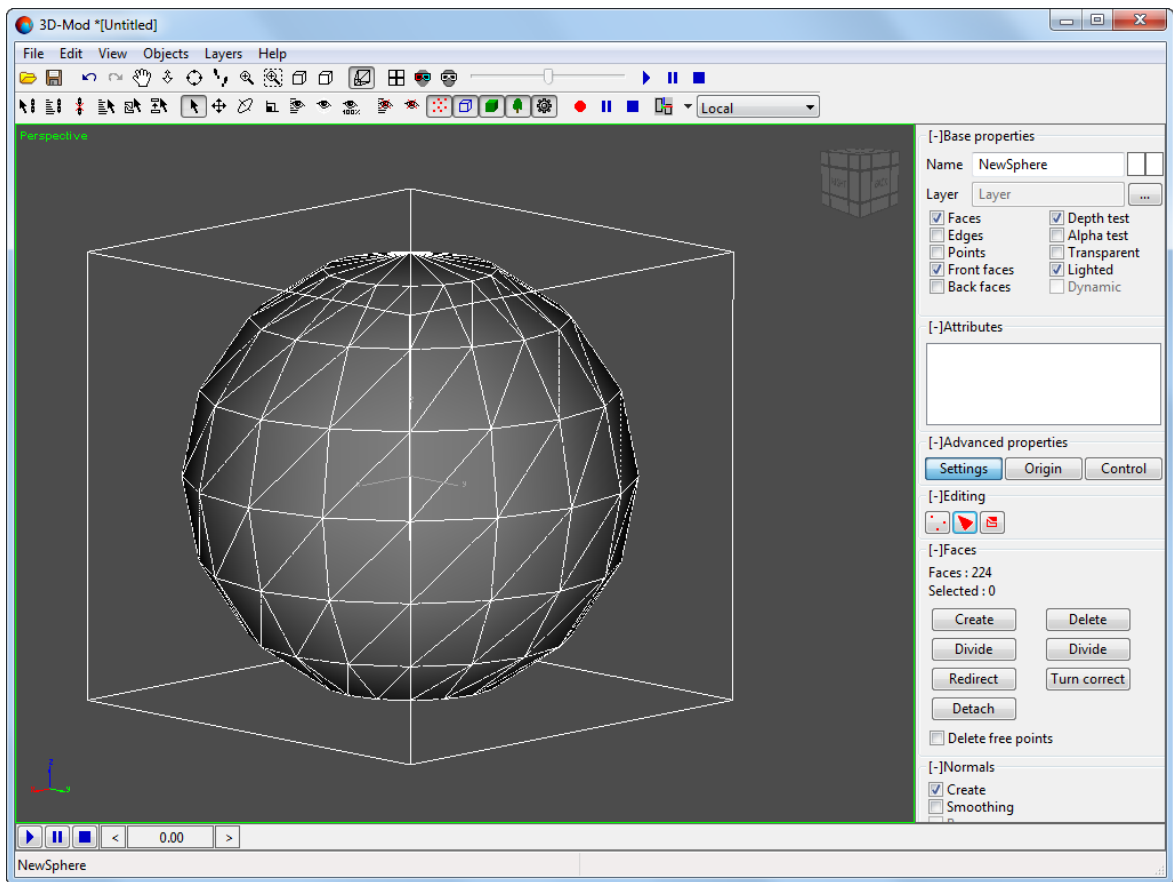 3D-Mod *[Untitled]
File Edit View Objects Layers Help
100%
Local
Perspective
RIGHT BACK
[-]Base properties
Name NewSphere
Layer Layer ...
Faces Depth test
Edges Alpha test
Points Transparent
Front faces Lighted
Back faces Dynamic
[-]Attributes
[-]Advanced properties
Settings Origin Control
[-]Editing
[-]Faces
Faces : 224
Selected : 0
Create Delete
Divide Divide
Redirect Turn correct
Detach
Delete free points
[-]Normals
Create
Smoothing
z
y
y
< 0.00 >
NewSphere